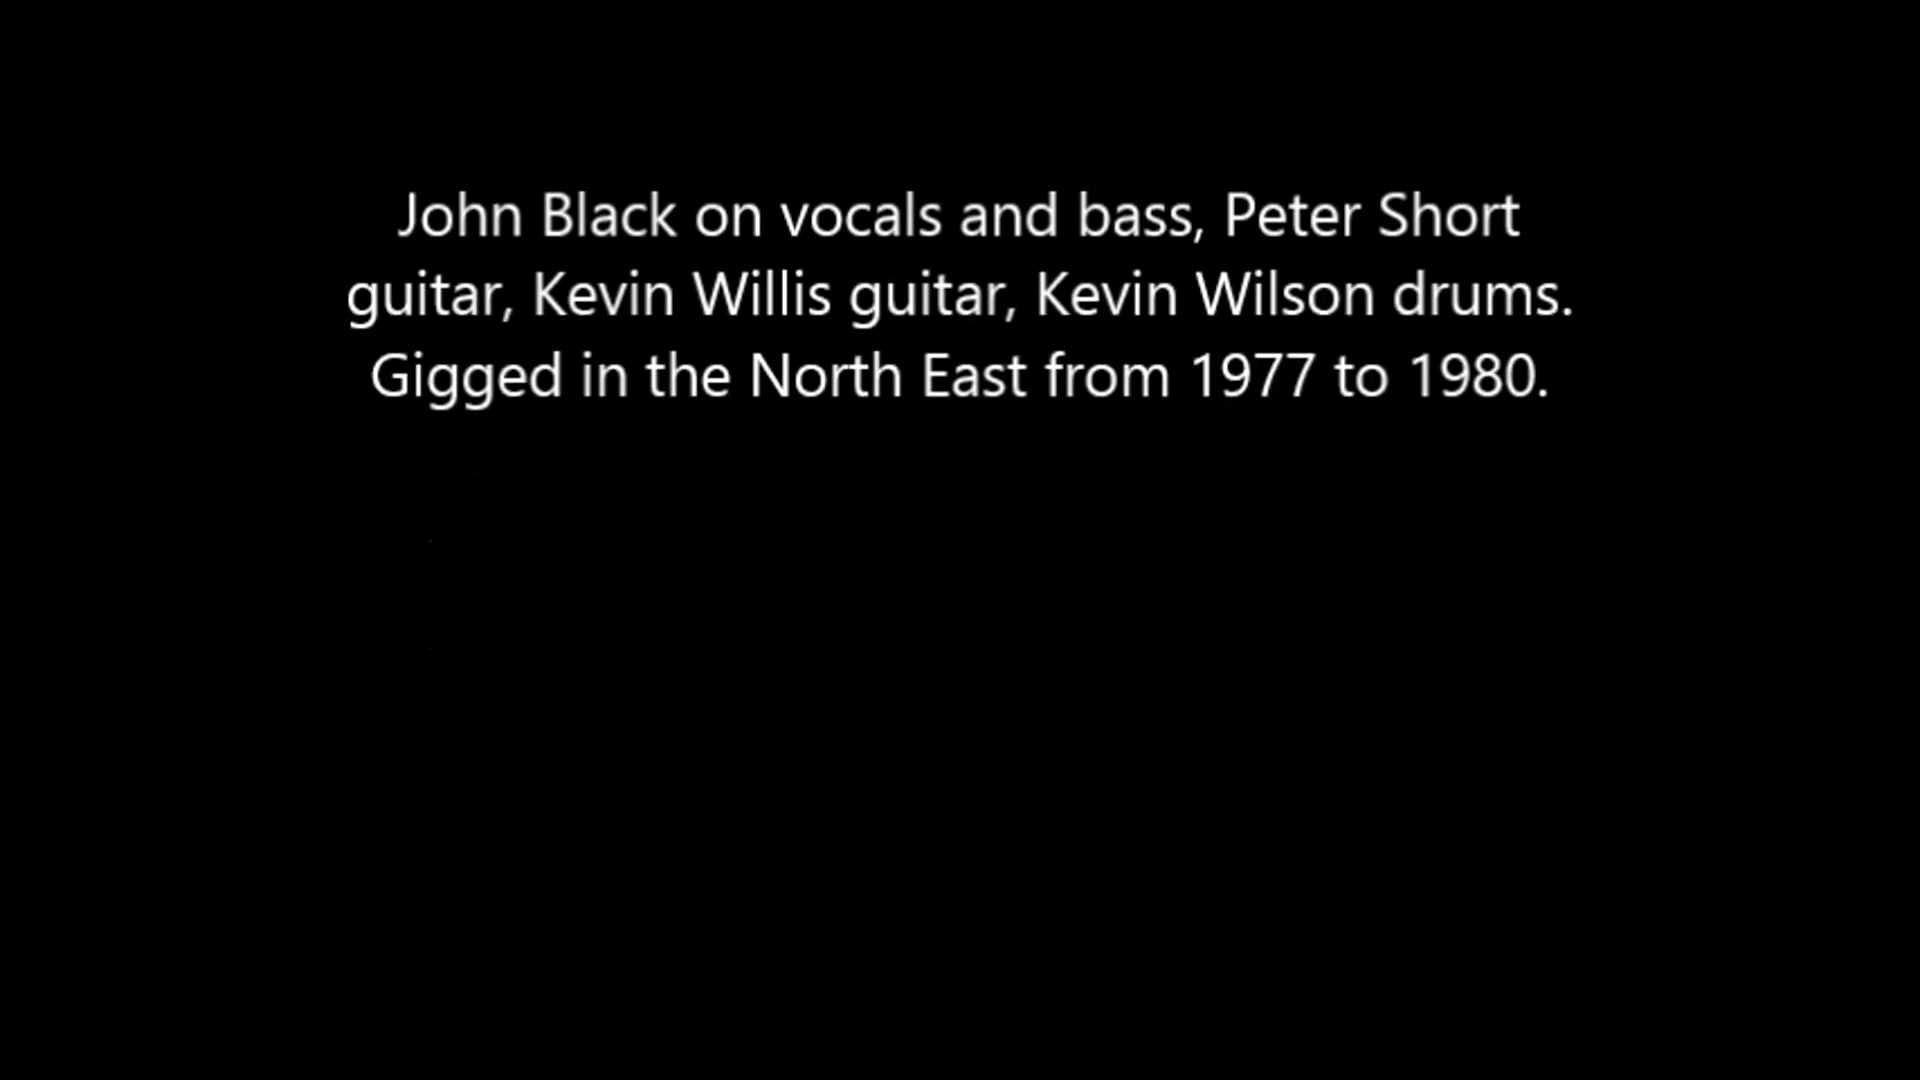 John Black on vocals and bass, Peter Short
guitar, Kevin Willis guitar, Kevin Wilson drums.
Gigged in the North East from 1977 to 1980.